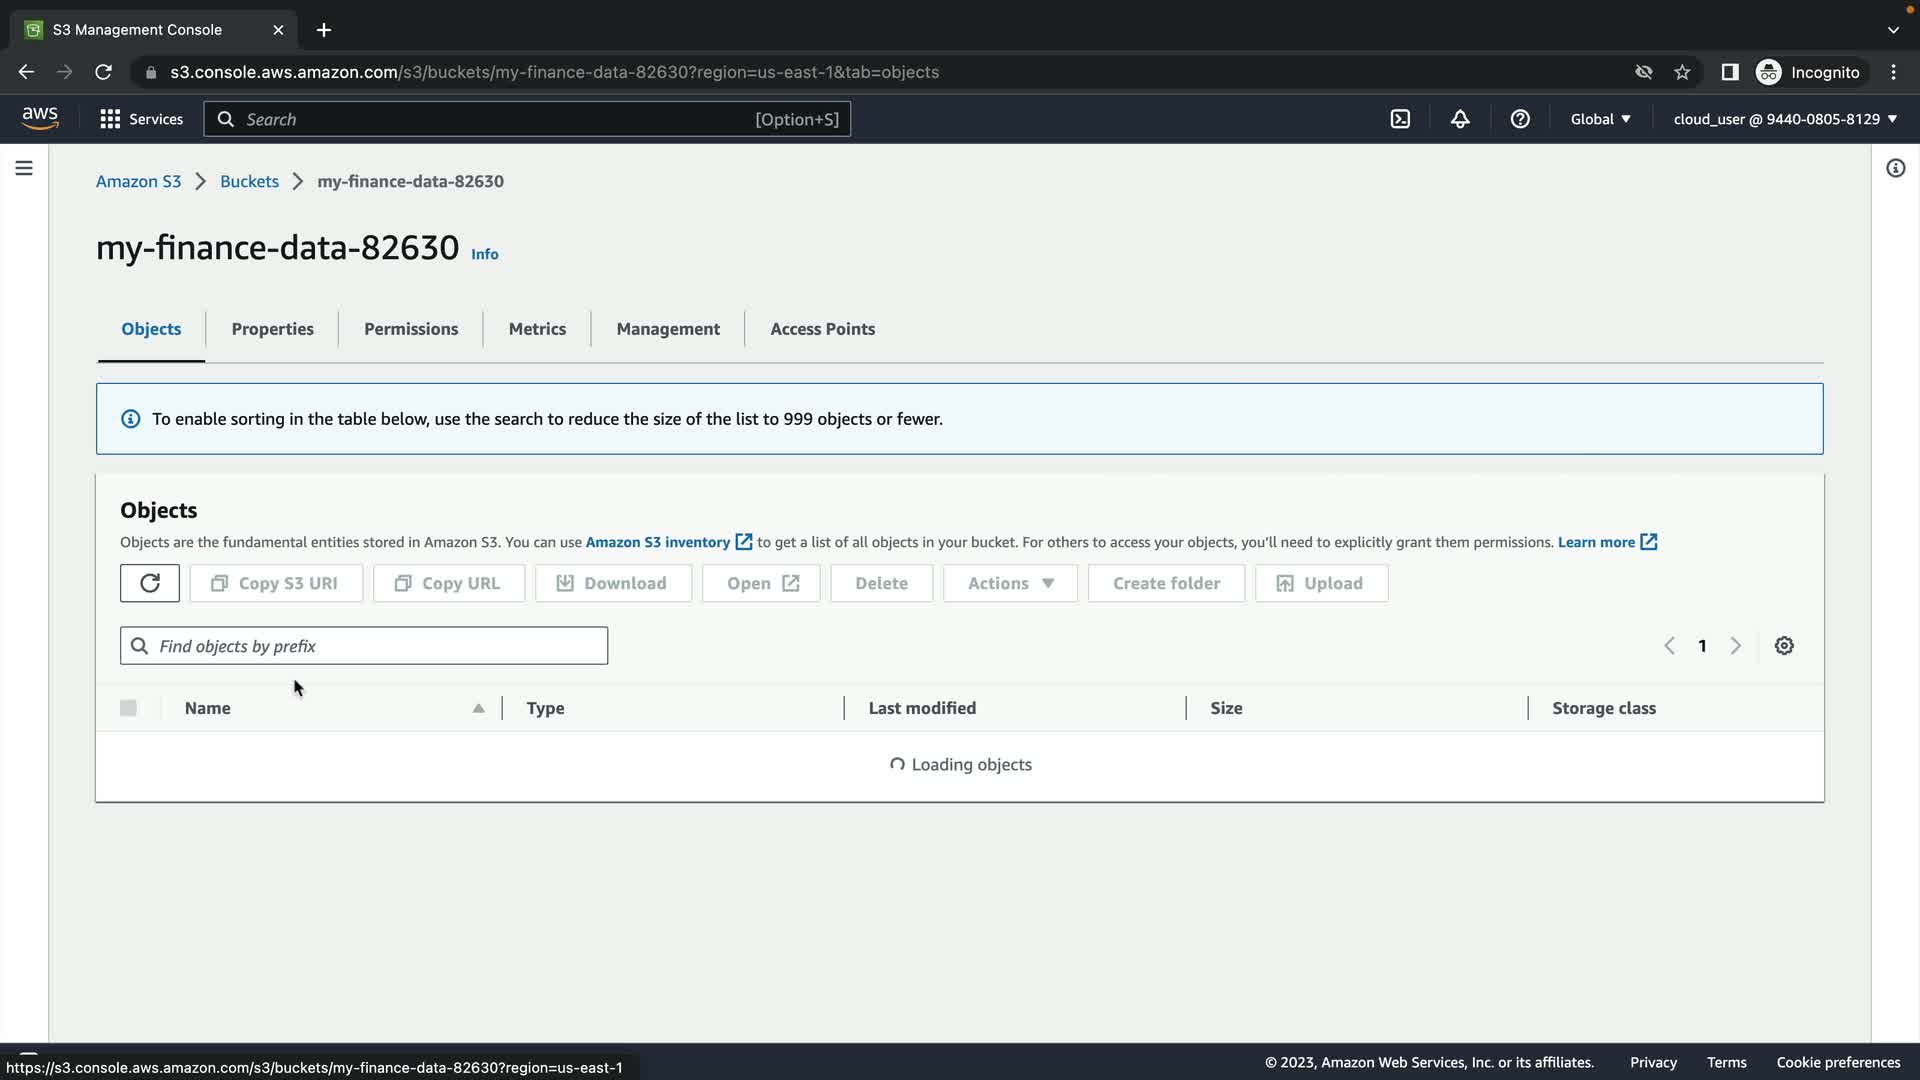 S3 Management Console
s3.console.aws.amazon.com/s3/buckets/my-finance-data-82630?region=us-east-1&tab=objects
Incognito
aws
Services
Search
[Option+S]
Global
cloud_user @ 9440-0805-8129
Amazon S3 > Buckets > my-finance-data-82630
my-finance-data-82630 Info
Objects
Properties
Permissions
Metrics
Management
Access Points
To enable sorting in the table below, use the search to reduce the size of the list to 999 objects or fewer.
Objects
Objects are the fundamental entities stored in Amazon S3. You can use Amazon S3 inventory to get a list of all objects in your bucket. For others to access your objects, you'll need to explicitly grant them permissions. Learn more
Copy S3 URI
Copy URL
Download
Open
Delete
Actions
Create folder
Upload
Find objects by prefix
1
Name
Type
Last modified
Size
Storage class
Loading objects
https://s3.console.aws.amazon.com/s3/buckets/my-finance-data-82630?region=us-east-1
© 2023, Amazon Web Services, Inc. or its affiliates.
Privacy
Terms
Cookie preferences